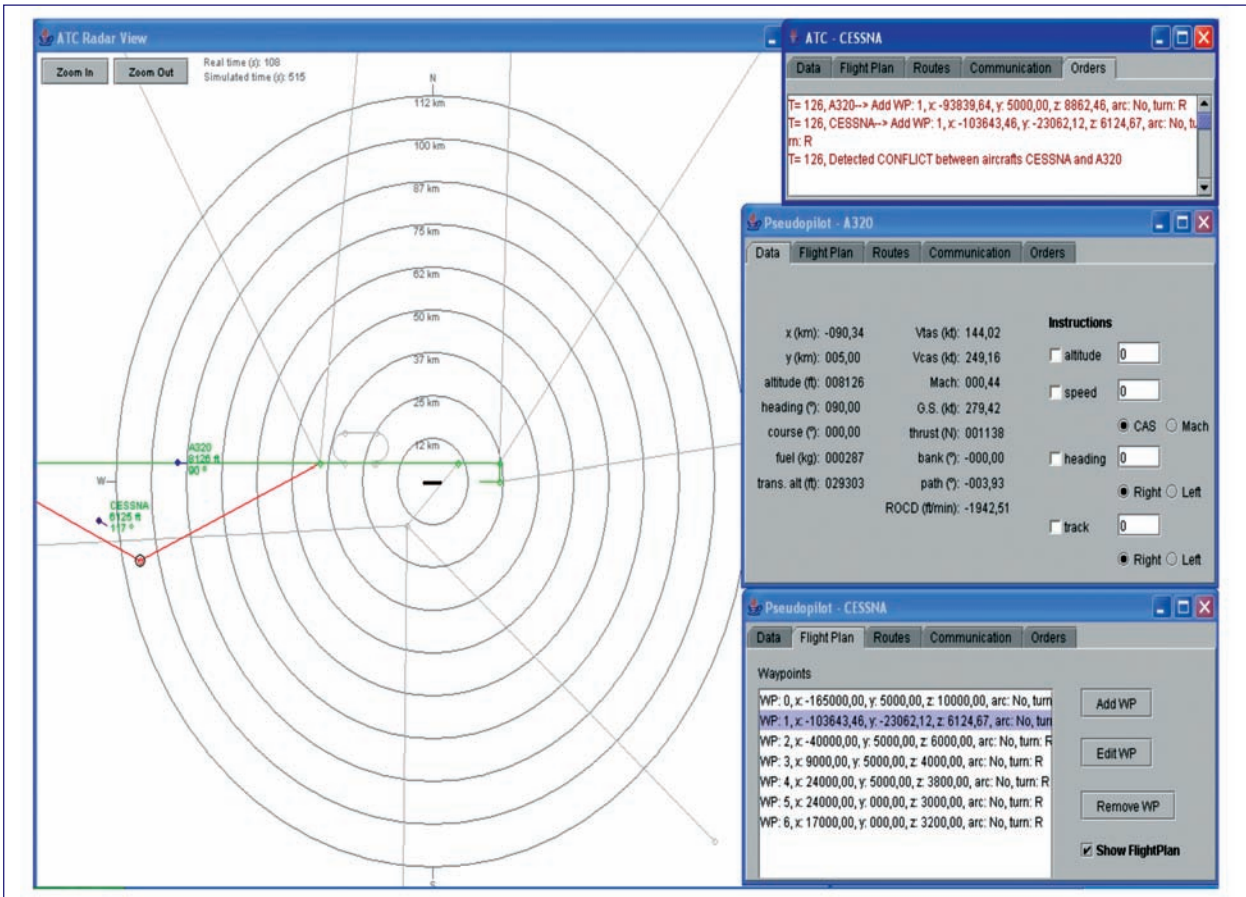 ATC Radar View
Zoom In
Zoom Out
Real time (s): 108
Simulated time (s): 515
N
112 km
100 km
87 km
75 km
62 km
50 km
37 km
25 km
12 km
A320
8126 ft
90 º
W
CESSNA
6125 ft
117 º
S
ATC - CESSNA
Data Flight Plan Routes Communication Orders
T= 126, A320--> Add WP: 1, x: -93839,64, y: 5000,00, z: 8862,46, arc: No, turn: R
T= 126, CESSNA--> Add WP: 1, x: -103643,46, y: -23062,12, z: 6124,67, arc: No, tu
rn: R
T= 126, Detected CONFLICT between aircrafts CESSNA and A320
Pseudopilot - A320
Data Flight Plan Routes Communication Orders
Instructions
x (km): -090,34 Vtas (kt): 144,02
altitude 0
y (km): 005,00 Vcas (kt): 249,16
altitude (ft): 008126 Mach: 000,44
speed 0
heading (º): 090,00 G.S. (kt): 279,42
course (º): 000,00 thrust (N): 001138
CAS Mach
fuel (kg): 000287 bank (º): -000,00
heading 0
trans. alt (ft): 029303 path (º): -003,93
Right Left
ROCD (ft/min): -1942,51
track 0
Right Left
Pseudopilot - CESSNA
Data Flight Plan Routes Communication Orders
Waypoints
WP: 0, x: -165000,00, y: 5000,00, z: 10000,00, arc: No, turn
WP: 1, x: -103643,46, y: -23062,12, z: 6124,67, arc: No, turn
WP: 2, x: -40000,00, y: 5000,00, z: 6000,00, arc: No, turn: R
WP: 3, x: 9000,00, y: 5000,00, z: 4000,00, arc: No, turn: R
WP: 4, x: 24000,00, y: 5000,00, z: 3800,00, arc: No, turn: R
WP: 5, x: 24000,00, y: 000,00, z: 3000,00, arc: No, turn: R
WP: 6, x: 17000,00, y: 000,00, z: 3200,00, arc: No, turn: R
Add WP
Edit WP
Remove WP
Show FlightPlan